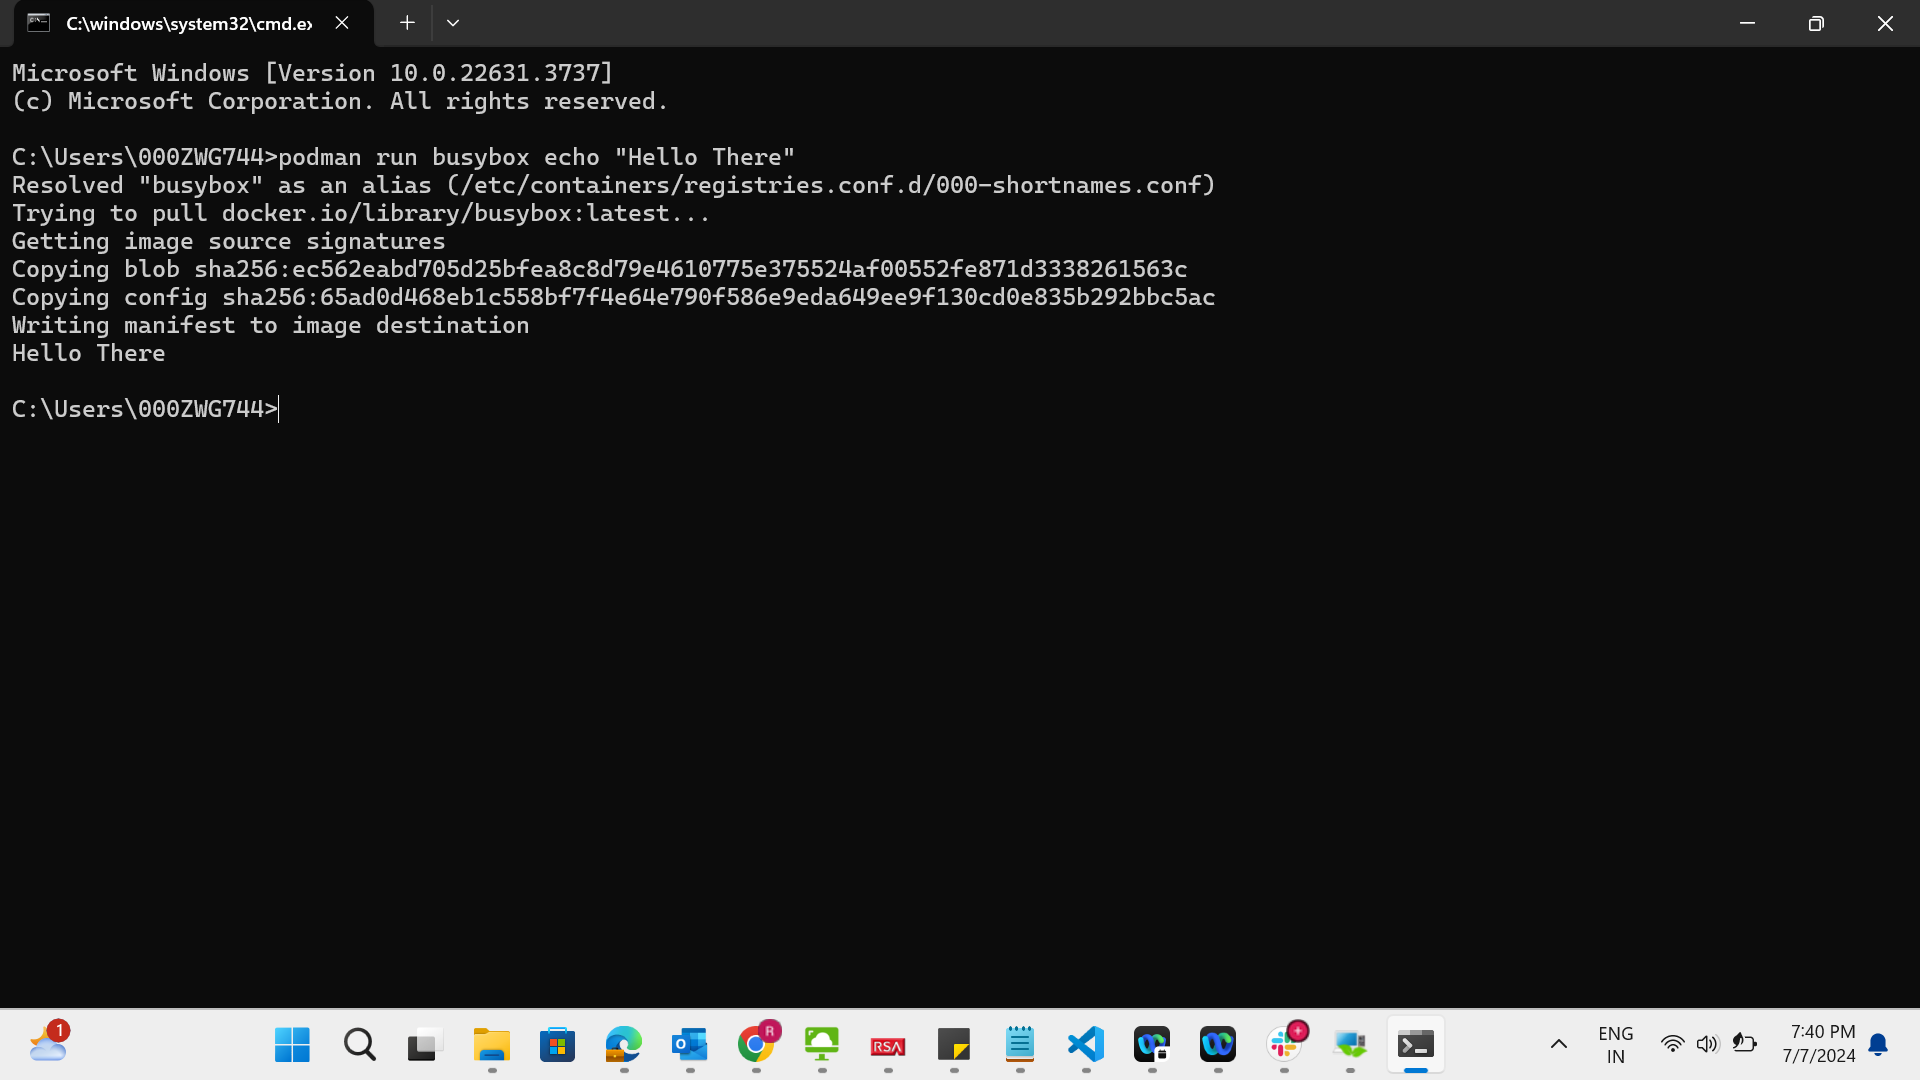 C:\windows\system32\cmd.ex
Microsoft Windows [Version 10.0.22631.3737]
(c) Microsoft Corporation. All rights reserved.
C:\Users\000ZWG744>podman run busybox echo "Hello There"
Resolved "busybox" as an alias (/etc/containers/registries.conf.d/000-shortnames.conf)
Trying to pull docker.io/library/busybox:latest...
Getting image source signatures
Copying blob sha256:ec562eabd705d25bfea8c8d79e4610775e375524af00552fe871d3338261563c
Copying config sha256:65ad0d468eb1c558bf7f4e64e790f586e9eda649ee9f130cd0e835b292bbc5ac
Writing manifest to image destination
Hello There
C:\Users\000ZWG744>
1
R
RSA
ENG
IN
7:40 PM
7/7/2024